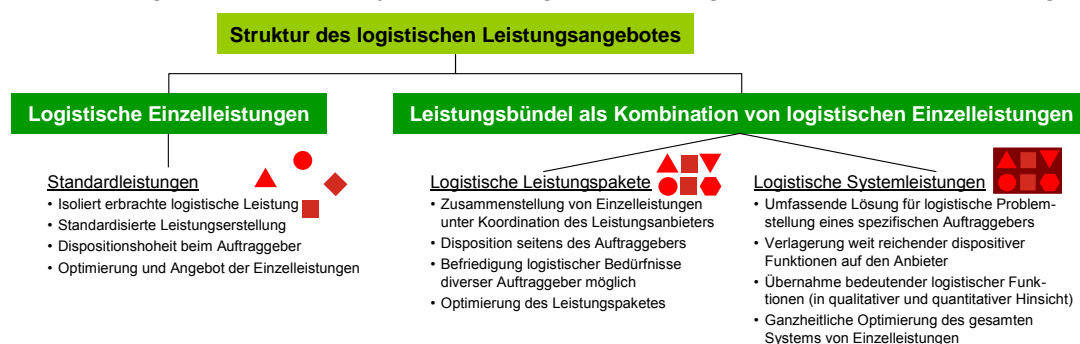 Struktur des logistischen Leistungsangebotes
Logistische Einzelleistungen
Leistungsbündel als Kombination von logistischen Einzelleistungen
Standardleistungen
• Isoliert erbrachte logistische Leistung
• Standardisierte Leistungserstellung
• Dispositionshoheit beim Auftraggeber
• Optimierung und Angebot der Einzelleistungen
Logistische Leistungspakete
• Zusammenstellung von Einzelleistungen
unter Koordination des Leistungsanbieters
• Disposition seitens des Auftraggebers
• Befriedigung logistischer Bedürfnisse
diverser Auftraggeber möglich
• Optimierung des Leistungspaketes
Logistische Systemleistungen
• Umfassende Lösung für logistische Problem-
stellung eines spezifischen Auftraggebers
• Verlagerung weit reichender dispositiver
Funktionen auf den Anbieter
• Übernahme bedeutender logistischer Funk-
tionen (in qualitativer und quantitativer Hinsicht)
• Ganzheitliche Optimierung des gesamten
Systems von Einzelleistungen